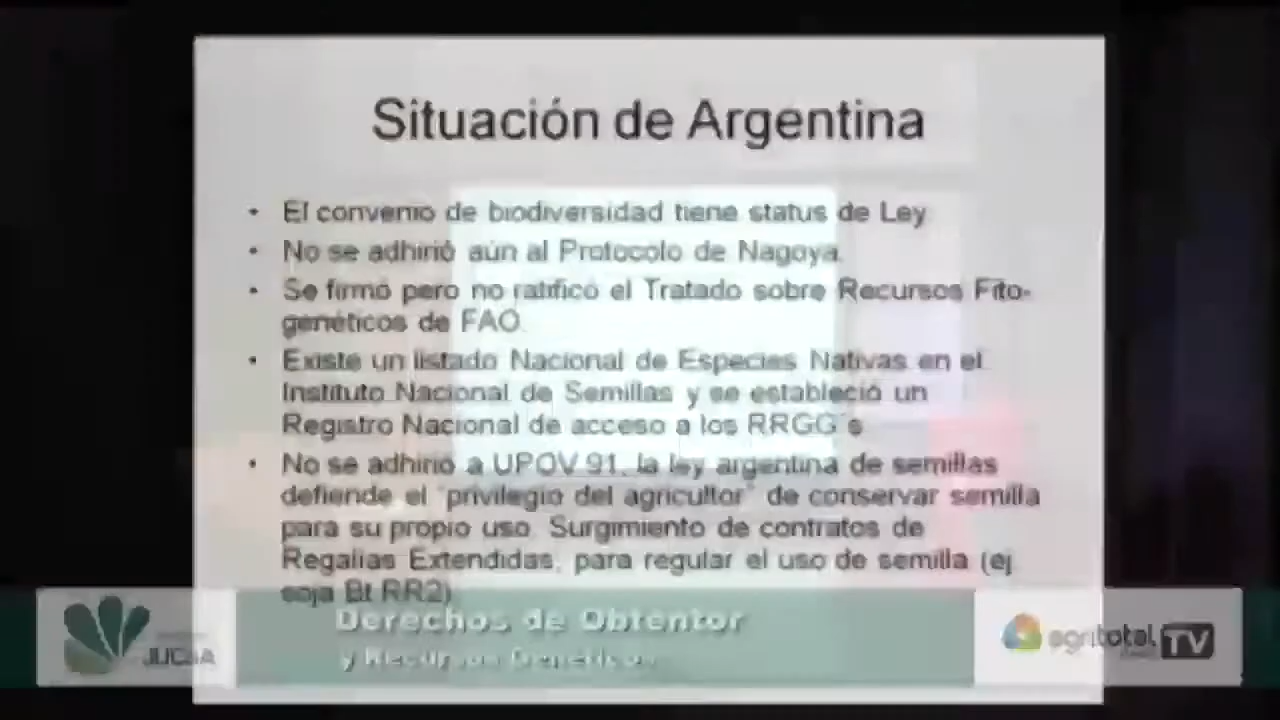 Situación de Argentina
• El convenio de biodiversidad tiene status de Ley
• No se adhirió aún al Protocolo de Nagoya.
• Se firmó pero no ratificó el Tratado sobre Recursos Fito-
genéticos de FAO.
• Existe un listado Nacional de Especies Nativas en el
Instituto Nacional de Semillas y se estableció un
Registro Nacional de acceso a los RRGG´s
• No se adhirió a UPOV 91, la ley argentina de semillas
defiende el “privilegio del agricultor” de conservar semilla
para su propio uso. Surgimiento de contratos de
Regalías Extendidas, para regular el uso de semilla (ej
soja Bt RR2)
Derechos de Obtentor
y Recursos Genéticos
agritotal TV